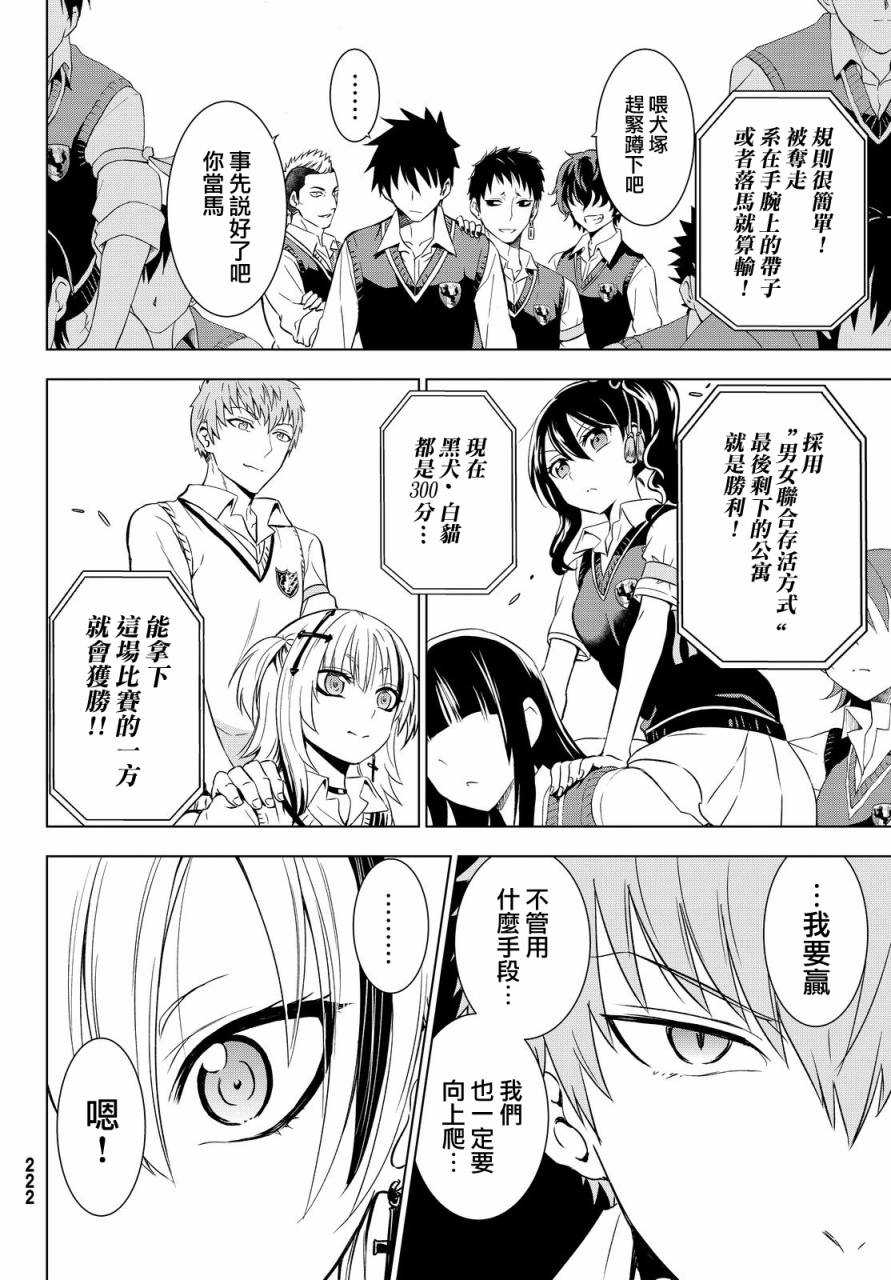 規則很簡單！
被奪走
系在手腕上的帶子
或者落馬就算輸！
喂犬塚
趕緊蹲下吧
……
事先說好了吧
你當馬
採用
”男女聯合存活方式“
最後剩下的公寓
就是勝利！
現在
黑犬・白貓
都是300分…
能拿下
這場比賽的一方
就會獲勝!!
…我要贏
不管用
什麼手段…
我們
也一定要
向上爬…
………
嗯！
222